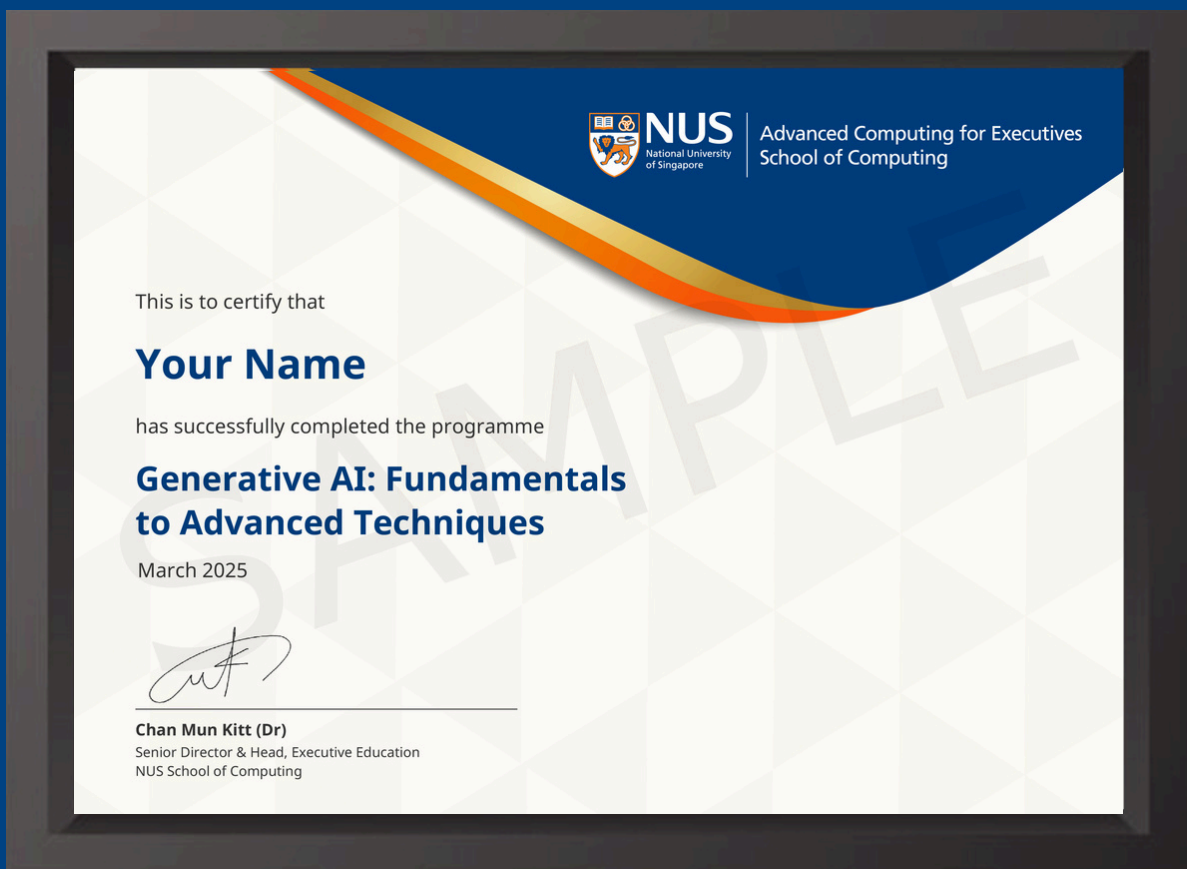 NUS
National University
of Singapore
Advanced Computing for Executives
School of Computing
This is to certify that
Your Name
has successfully completed the programme
Generative AI: Fundamentals
to Advanced Techniques
March 2025
SAMPLE
Chan Mun Kitt (Dr)
Senior Director & Head, Executive Education
NUS School of Computing